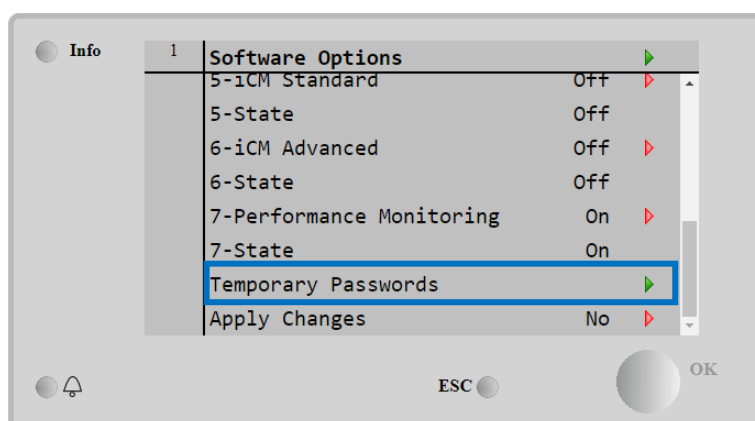 Info
1 Software Options
5-iCM Standard Off
5-State Off
6-iCM Advanced Off
6-State Off
7-Performance Monitoring On
7-State On
Temporary Passwords
Apply Changes No
ESC
OK